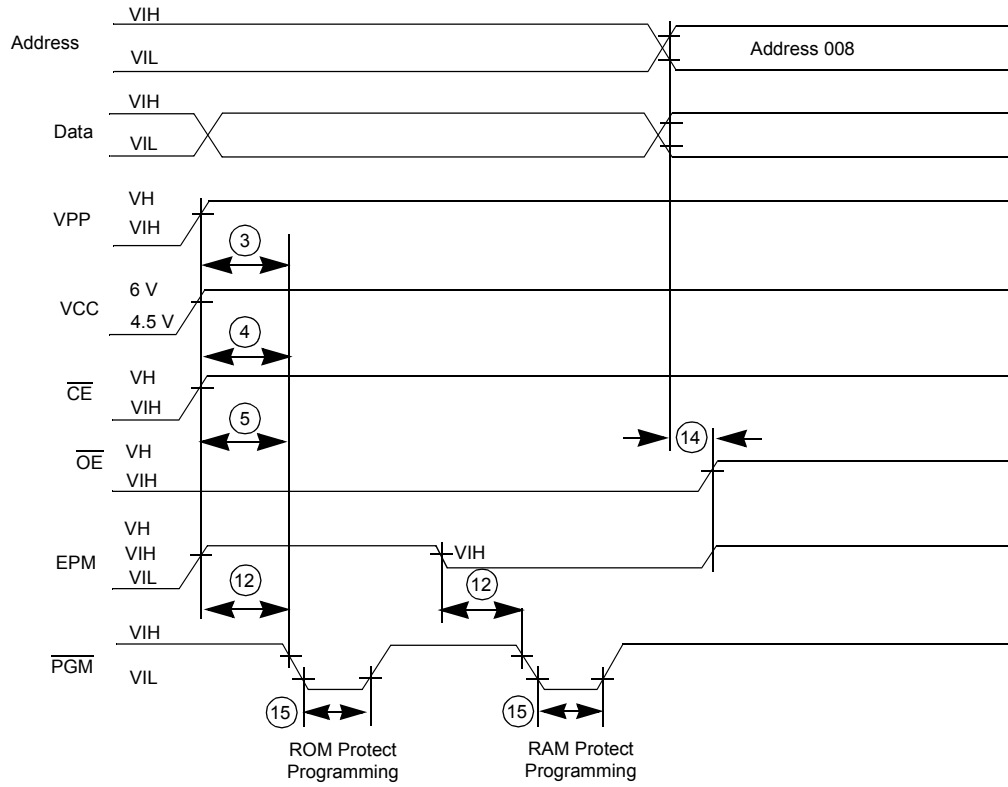 VIH
Address
VIL
Address 008
VIH
Data
VIL
VH
VPP
VIH
3
6 V
VCC
4.5 V
4
VH
CE
VIH
5
14
VH
OE
VIH
VH
VIH
VIH
EPM
VIL
12
12
VIH
PGM
VIL
15
15
ROM Protect
Programming
RAM Protect
Programming